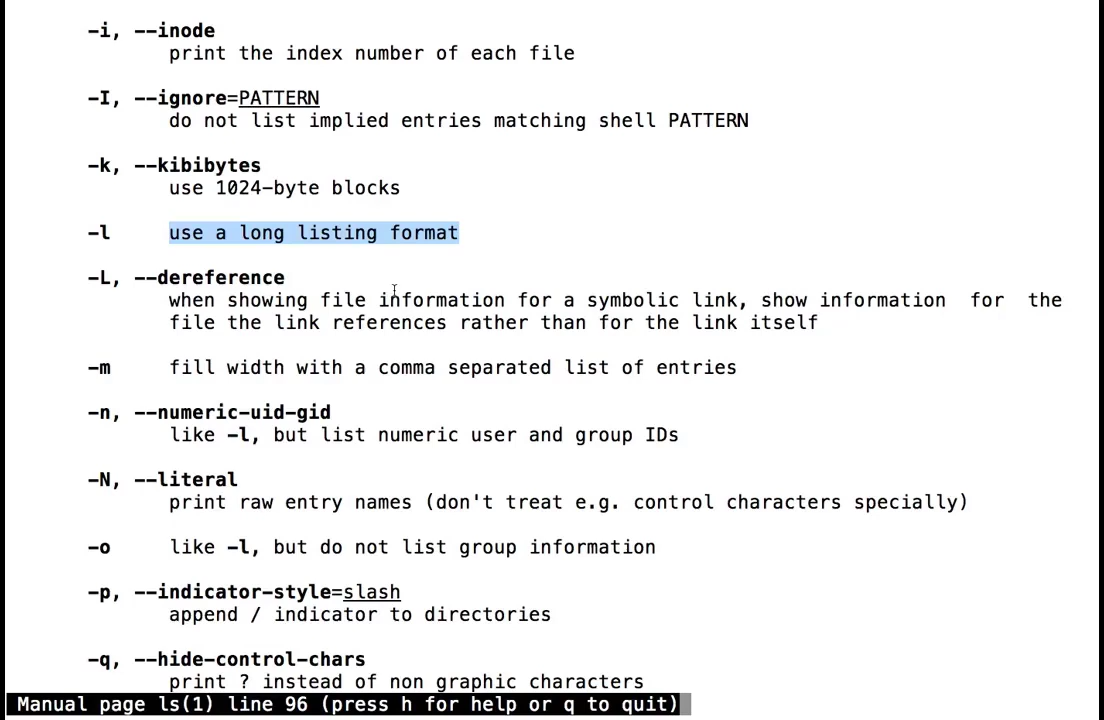 -i, --inode
print the index number of each file
-I, --ignore=PATTERN
do not list implied entries matching shell PATTERN
-k, --kibibytes
use 1024-byte blocks
-l use a long listing format
-L, --dereference
when showing file information for a symbolic link, show information for the
file the link references rather than for the link itself
-m fill width with a comma separated list of entries
-n, --numeric-uid-gid
like -l, but list numeric user and group IDs
-N, --literal
print raw entry names (don't treat e.g. control characters specially)
-o like -l, but do not list group information
-p, --indicator-style=slash
append / indicator to directories
-q, --hide-control-chars
print ? instead of non graphic characters
Manual page ls(1) line 96 (press h for help or q to quit)